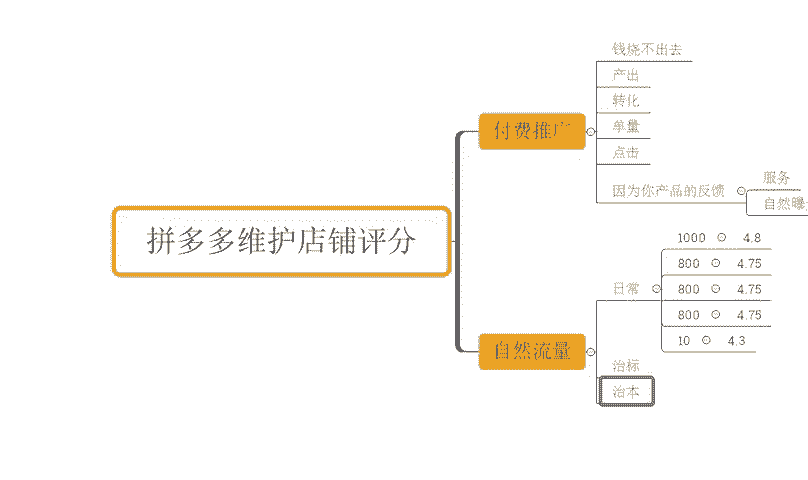 拼多多维护店铺评分
付费推广
钱烧不出去
产出
转化
单量
点击
因为你产品的反馈
服务
自然曝
自然流量
日常
1000 4.8
800 4.75
800 4.75
800 4.75
10 4.3
治标
治本